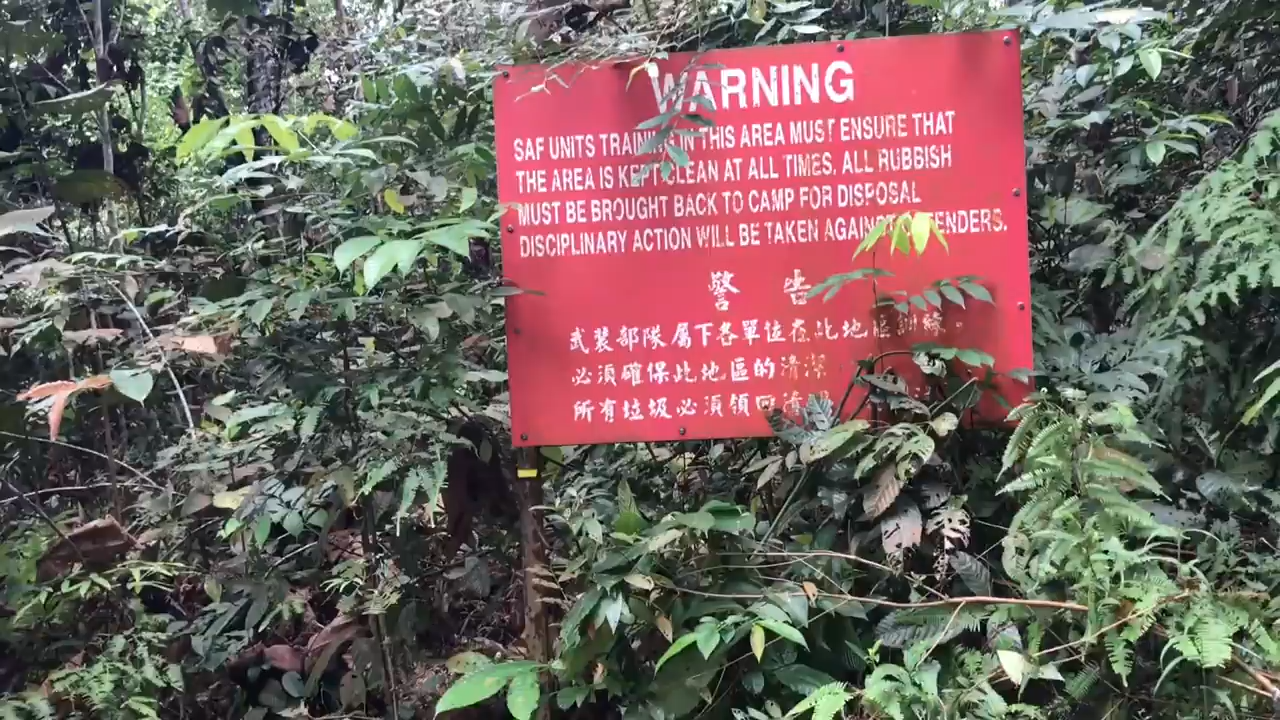 WARNING
SAF UNITS TRAINING IN THIS AREA MUST ENSURE THAT
THE AREA IS KEPT CLEAN AT ALL TIMES. ALL RUBBISH
MUST BE BROUGHT BACK TO CAMP FOR DISPOSAL
DISCIPLINARY ACTION WILL BE TAKEN AGAINST OFFENDERS.
警 告
武裝部隊屬下各單位在此地區訓練。
必須確保此地區的清潔
所有垃圾必須領回清